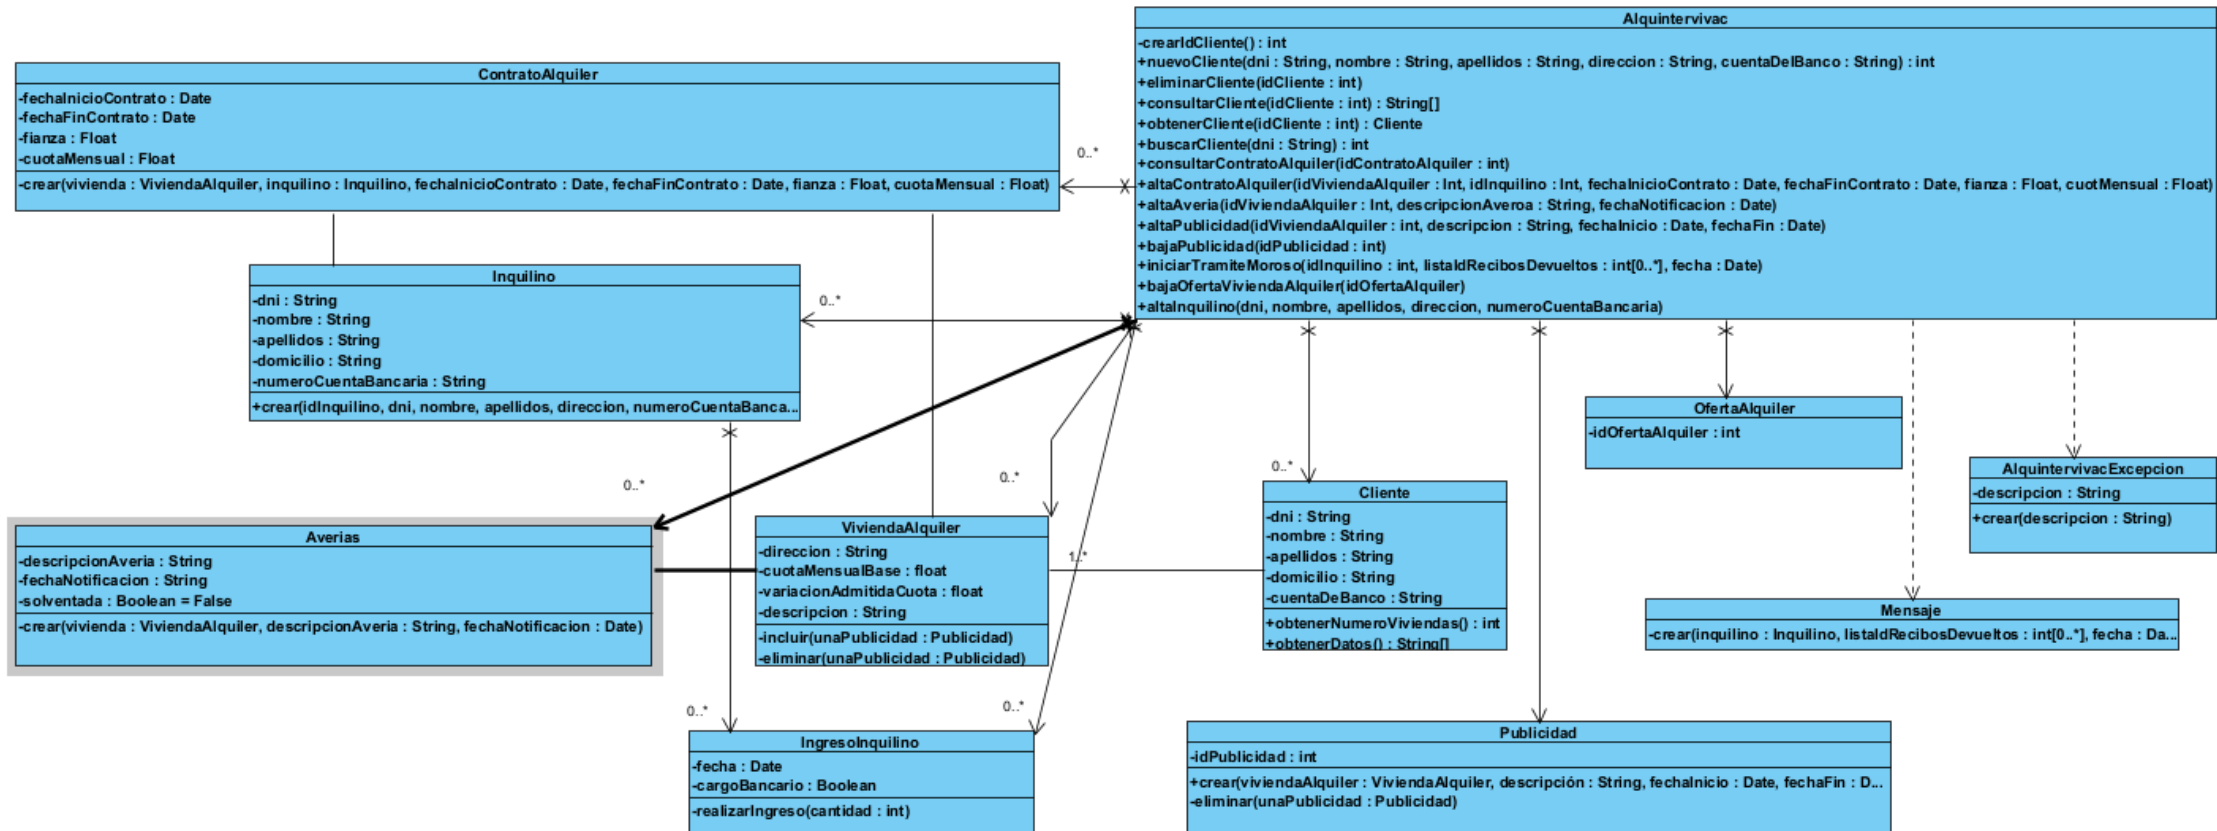 Alquintervivac
-crearIdCliente() : int
+nuevoCliente(dni : String, nombre : String, apellidos : String, direccion : String, cuentaDelBanco : String) : int
+eliminarCliente(idCliente : int)
+consultarCliente(idCliente : int) : String[]
+obtenerCliente(idCliente : int) : Cliente
+buscarCliente(dni : String) : int
+consultarContratoAlquiler(idContratoAlquiler : int)
+altaContratoAlquiler(idViviendaAlquiler : Int, idInquilino : Int, fechaInicioContrato : Date, fechaFinContrato : Date, fianza : Float, cuotMensual : Float)
+altaAveria(idViviendaAlquiler : Int, descripcionAveroa : String, fechaNotificacion : Date)
+altaPublicidad(idViviendaAlquiler : int, descripcion : String, fechaInicio : Date, fechaFin : Date)
+bajaPublicidad(idPublicidad : int)
+iniciarTramiteMoroso(idInquilino : int, listaIdRecibosDevueltos : int[0..*], fecha : Date)
+bajaOfertaViviendaAlquiler(idOfertaAlquiler)
+altaInquilino(dni, nombre, apellidos, direccion, numeroCuentaBancaria)
ContratoAlquiler
-fechaInicioContrato : Date
-fechaFinContrato : Date
-fianza : Float
-cuotaMensual : Float
-crear(vivienda : ViviendaAlquiler, inquilino : Inquilino, fechaInicioContrato : Date, fechaFinContrato : Date, fianza : Float, cuotaMensual : Float)
0..*
Inquilino
-dni : String
-nombre : String
-apellidos : String
-domicilio : String
-numeroCuentaBancaria : String
+crear(idInquilino, dni, nombre, apellidos, direccion, numeroCuentaBanca...
0..*
OfertaAlquiler
-idOfertaAlquiler : int
AlquintervivacExcepcion
-descripcion : String
+crear(descripcion : String)
0..*
0..*
0..*
Cliente
-dni : String
-nombre : String
-apellidos : String
-domicilio : String
-cuentaDeBanco : String
+obtenerNumeroViviendas() : int
+obtenerDatos() : String[]
Averias
-descripcionAveria : String
-fechaNotificacion : String
-solventada : Boolean = False
-crear(vivienda : ViviendaAlquiler, descripcionAveria : String, fechaNotificacion : Date)
ViviendaAlquiler
-direccion : String
-cuotaMensualBase : float
-variacionAdmitidaCuota : float
-descripcion : String
-incluir(unaPublicidad : Publicidad)
-eliminar(unaPublicidad : Publicidad)
1..*
Mensaje
-crear(inquilino : Inquilino, listaIdRecibosDevueltos : int[0..*], fecha : Da...
0..*
0..*
IngresoInquilino
-fecha : Date
-cargoBancario : Boolean
-realizarIngreso(cantidad : int)
Publicidad
-idPublicidad : int
+crear(viviendaAlquiler : ViviendaAlquiler, descripción : String, fechaInicio : Date, fechaFin : D...
-eliminar(unaPublicidad : Publicidad)